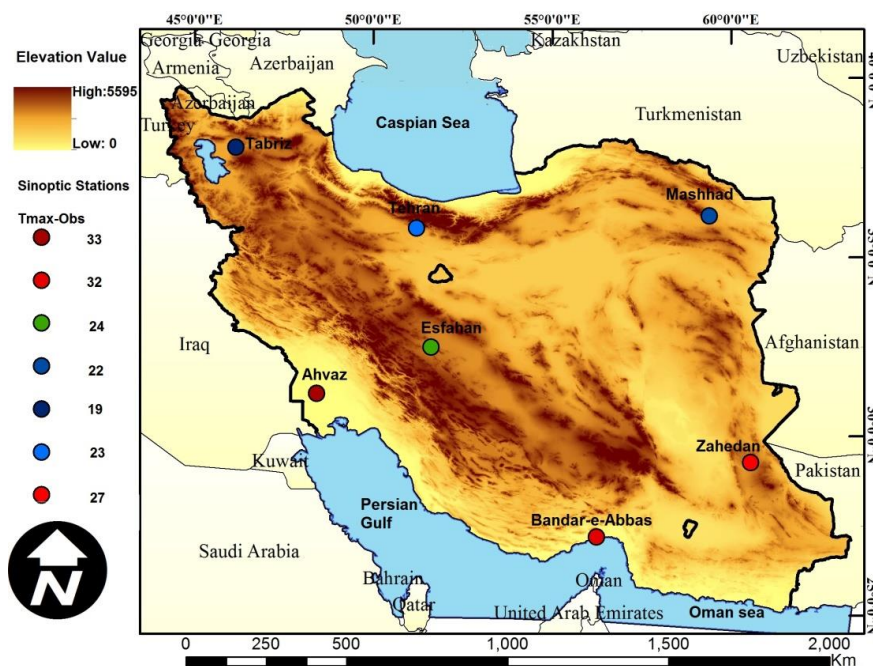 45°0'0"E 50°0'0"E 55°0'0"E 60°0'0"E
Georgia Georgia
Kazakhstan
Elevation Value
Armenia
Azerbaijan
Uzbekistan
High:5595
Low: 0
Azerbaijan
Turkey
Turkmenistan
Caspian Sea
Tabriz
Sinoptic Stations
Mashhad
Tehran
Tmax-Obs
33
32
24
22
19
23
27
Esfahan
Iraq
Afghanistan
Ahvaz
Zahedan
Kuwait
Pakistan
Persian
Gulf
Bandar-e-Abbas
Saudi Arabia
Bahrain
Oman
Qatar
United Arab Emirates
Oman sea
N
0 250 500 1,000 1,500 2,000
Km